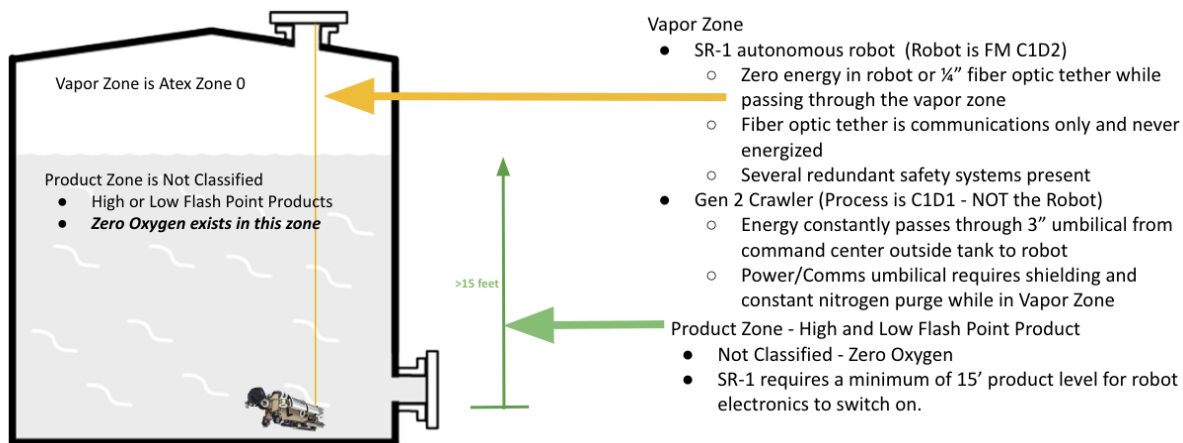 Vapor Zone is Atex Zone 0
Product Zone is Not Classified
● High or Low Flash Point Products
● Zero Oxygen exists in this zone
>15 feet
Vapor Zone
● SR-1 autonomous robot  (Robot is FM C1D2)
○ Zero energy in robot or ¼” fiber optic tether while
passing through the vapor zone
○ Fiber optic tether is communications only and never
energized
○ Several redundant safety systems present
● Gen 2 Crawler (Process is C1D1 - NOT the Robot)
○ Energy constantly passes through 3” umbilical from
command center outside tank to robot
○ Power/Comms umbilical requires shielding and
constant nitrogen purge while in Vapor Zone
Product Zone - High and Low Flash Point Product
● Not Classified - Zero Oxygen
● SR-1 requires a minimum of 15’ product level for robot
electronics to switch on.